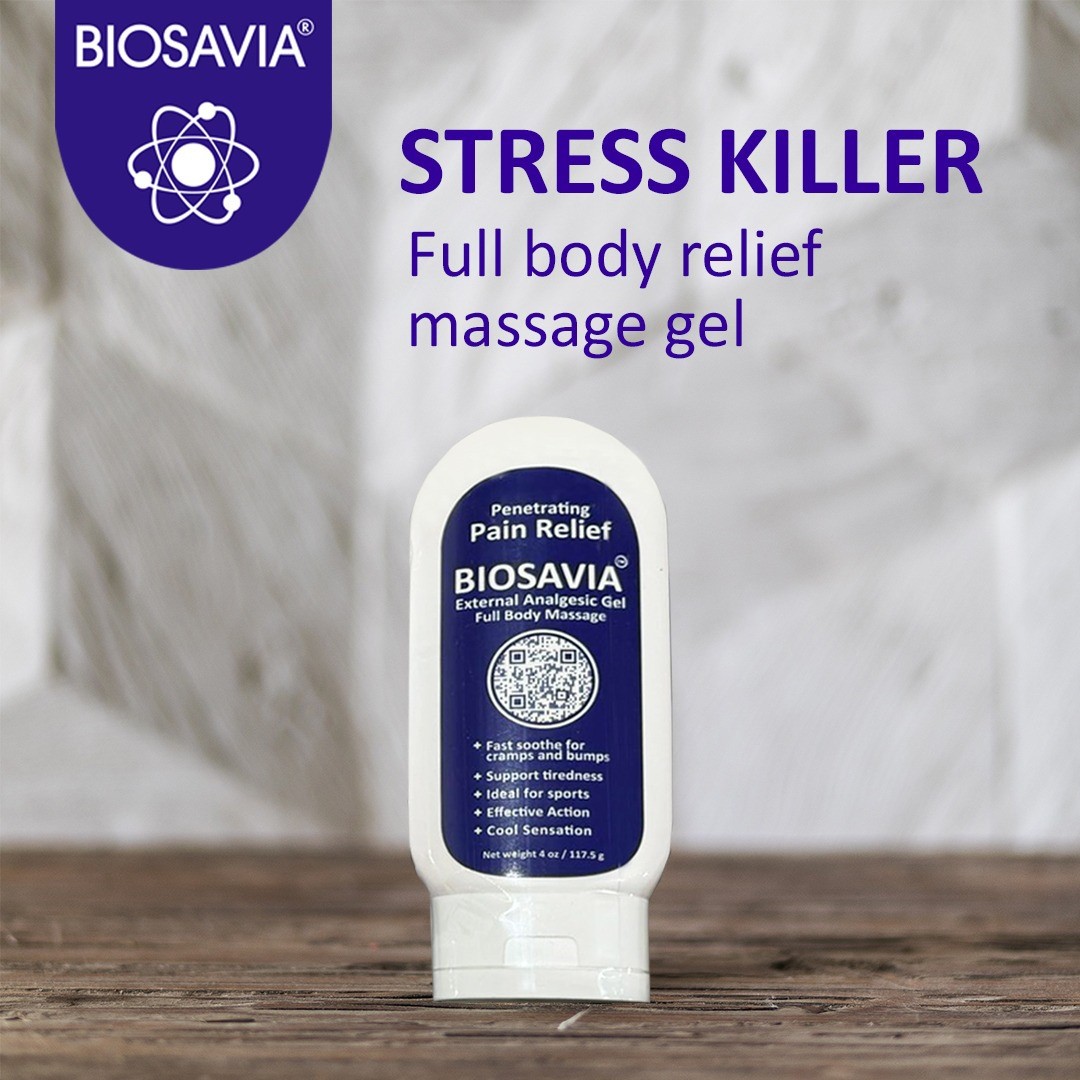 BIOSAVIA®
STRESS KILLER
Full body relief
massage gel
Penetrating
Pain Relief
BIOSAVIA™
External Analgesic Gel
Full Body Massage
+ Fast soothe for
cramps and bumps
+ Support tiredness
+ Ideal for sports
+ Effective Action
+ Cool Sensation
Net weight 4 oz / 117.5 g